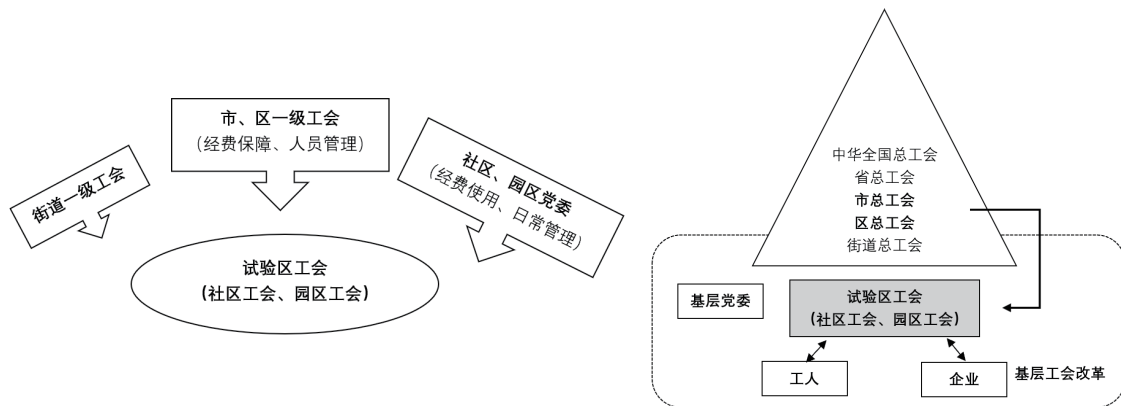 街道一级工会
市、区一级工会
（经费保障、人员管理）
社区、园区党委
（经费使用、日常管理）
试验区工会
(社区工会、园区工会)
中华全国总工会
省总工会
市总工会
区总工会
街道总工会
基层党委
试验区工会
(社区工会、园区工会)
工人
企业
基层工会改革